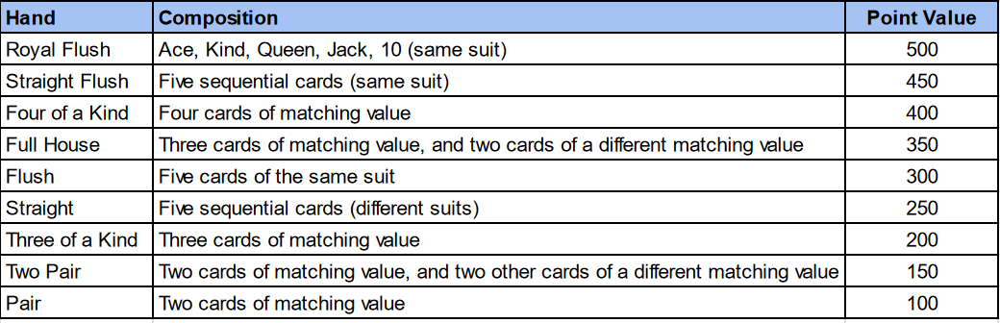 Hand Composition Point Value
Royal Flush Ace, Kind, Queen, Jack, 10 (same suit) 500
Straight Flush Five sequential cards (same suit) 450
Four of a Kind Four cards of matching value 400
Full House Three cards of matching value, and two cards of a different matching value 350
Flush Five cards of the same suit 300
Straight Five sequential cards (different suits) 250
Three of a Kind Three cards of matching value 200
Two Pair Two cards of matching value, and two other cards of a different matching value 150
Pair Two cards of matching value 100